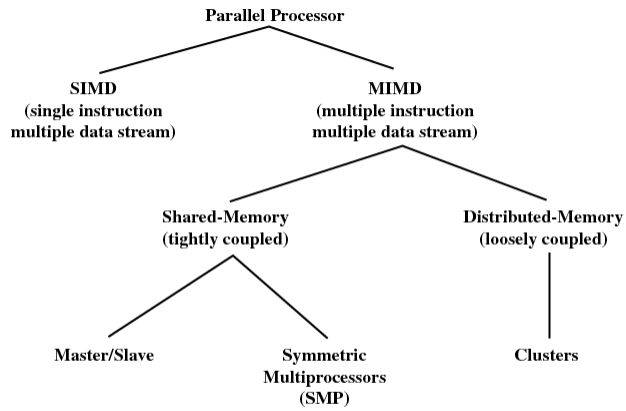 Parallel Processor
SIMD
(single instruction
multiple data stream)
MIMD
(multiple instruction
multiple data stream)
Shared-Memory
(tightly coupled)
Distributed-Memory
(loosely coupled)
Master/Slave
Symmetric
Multiprocessors
(SMP)
Clusters